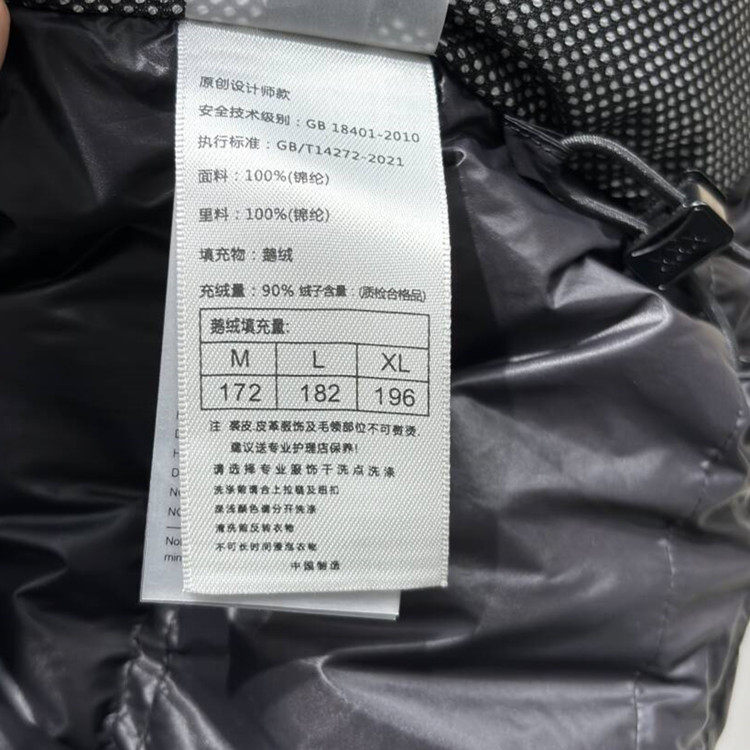 原创设计师款
安全技术级别：GB 18401-2010
执行标准：GB/T14272-2021
面料：100%(锦纶)
里料：100%(锦纶)
填充物：鹅绒
充绒量：90% 绒子含量：(质检合格品)
鹅绒填充量:
M L XL
172 182 196
注 裘皮.皮革服饰及毛领部位不可熨烫.
建议送专业护理店保养!
请选择专业服饰干洗点洗涤
洗涤前请合上拉链及纽扣
深浅颜色请分开洗涤
清洗前反转衣物
不可长时间浸泡衣物
中国制造